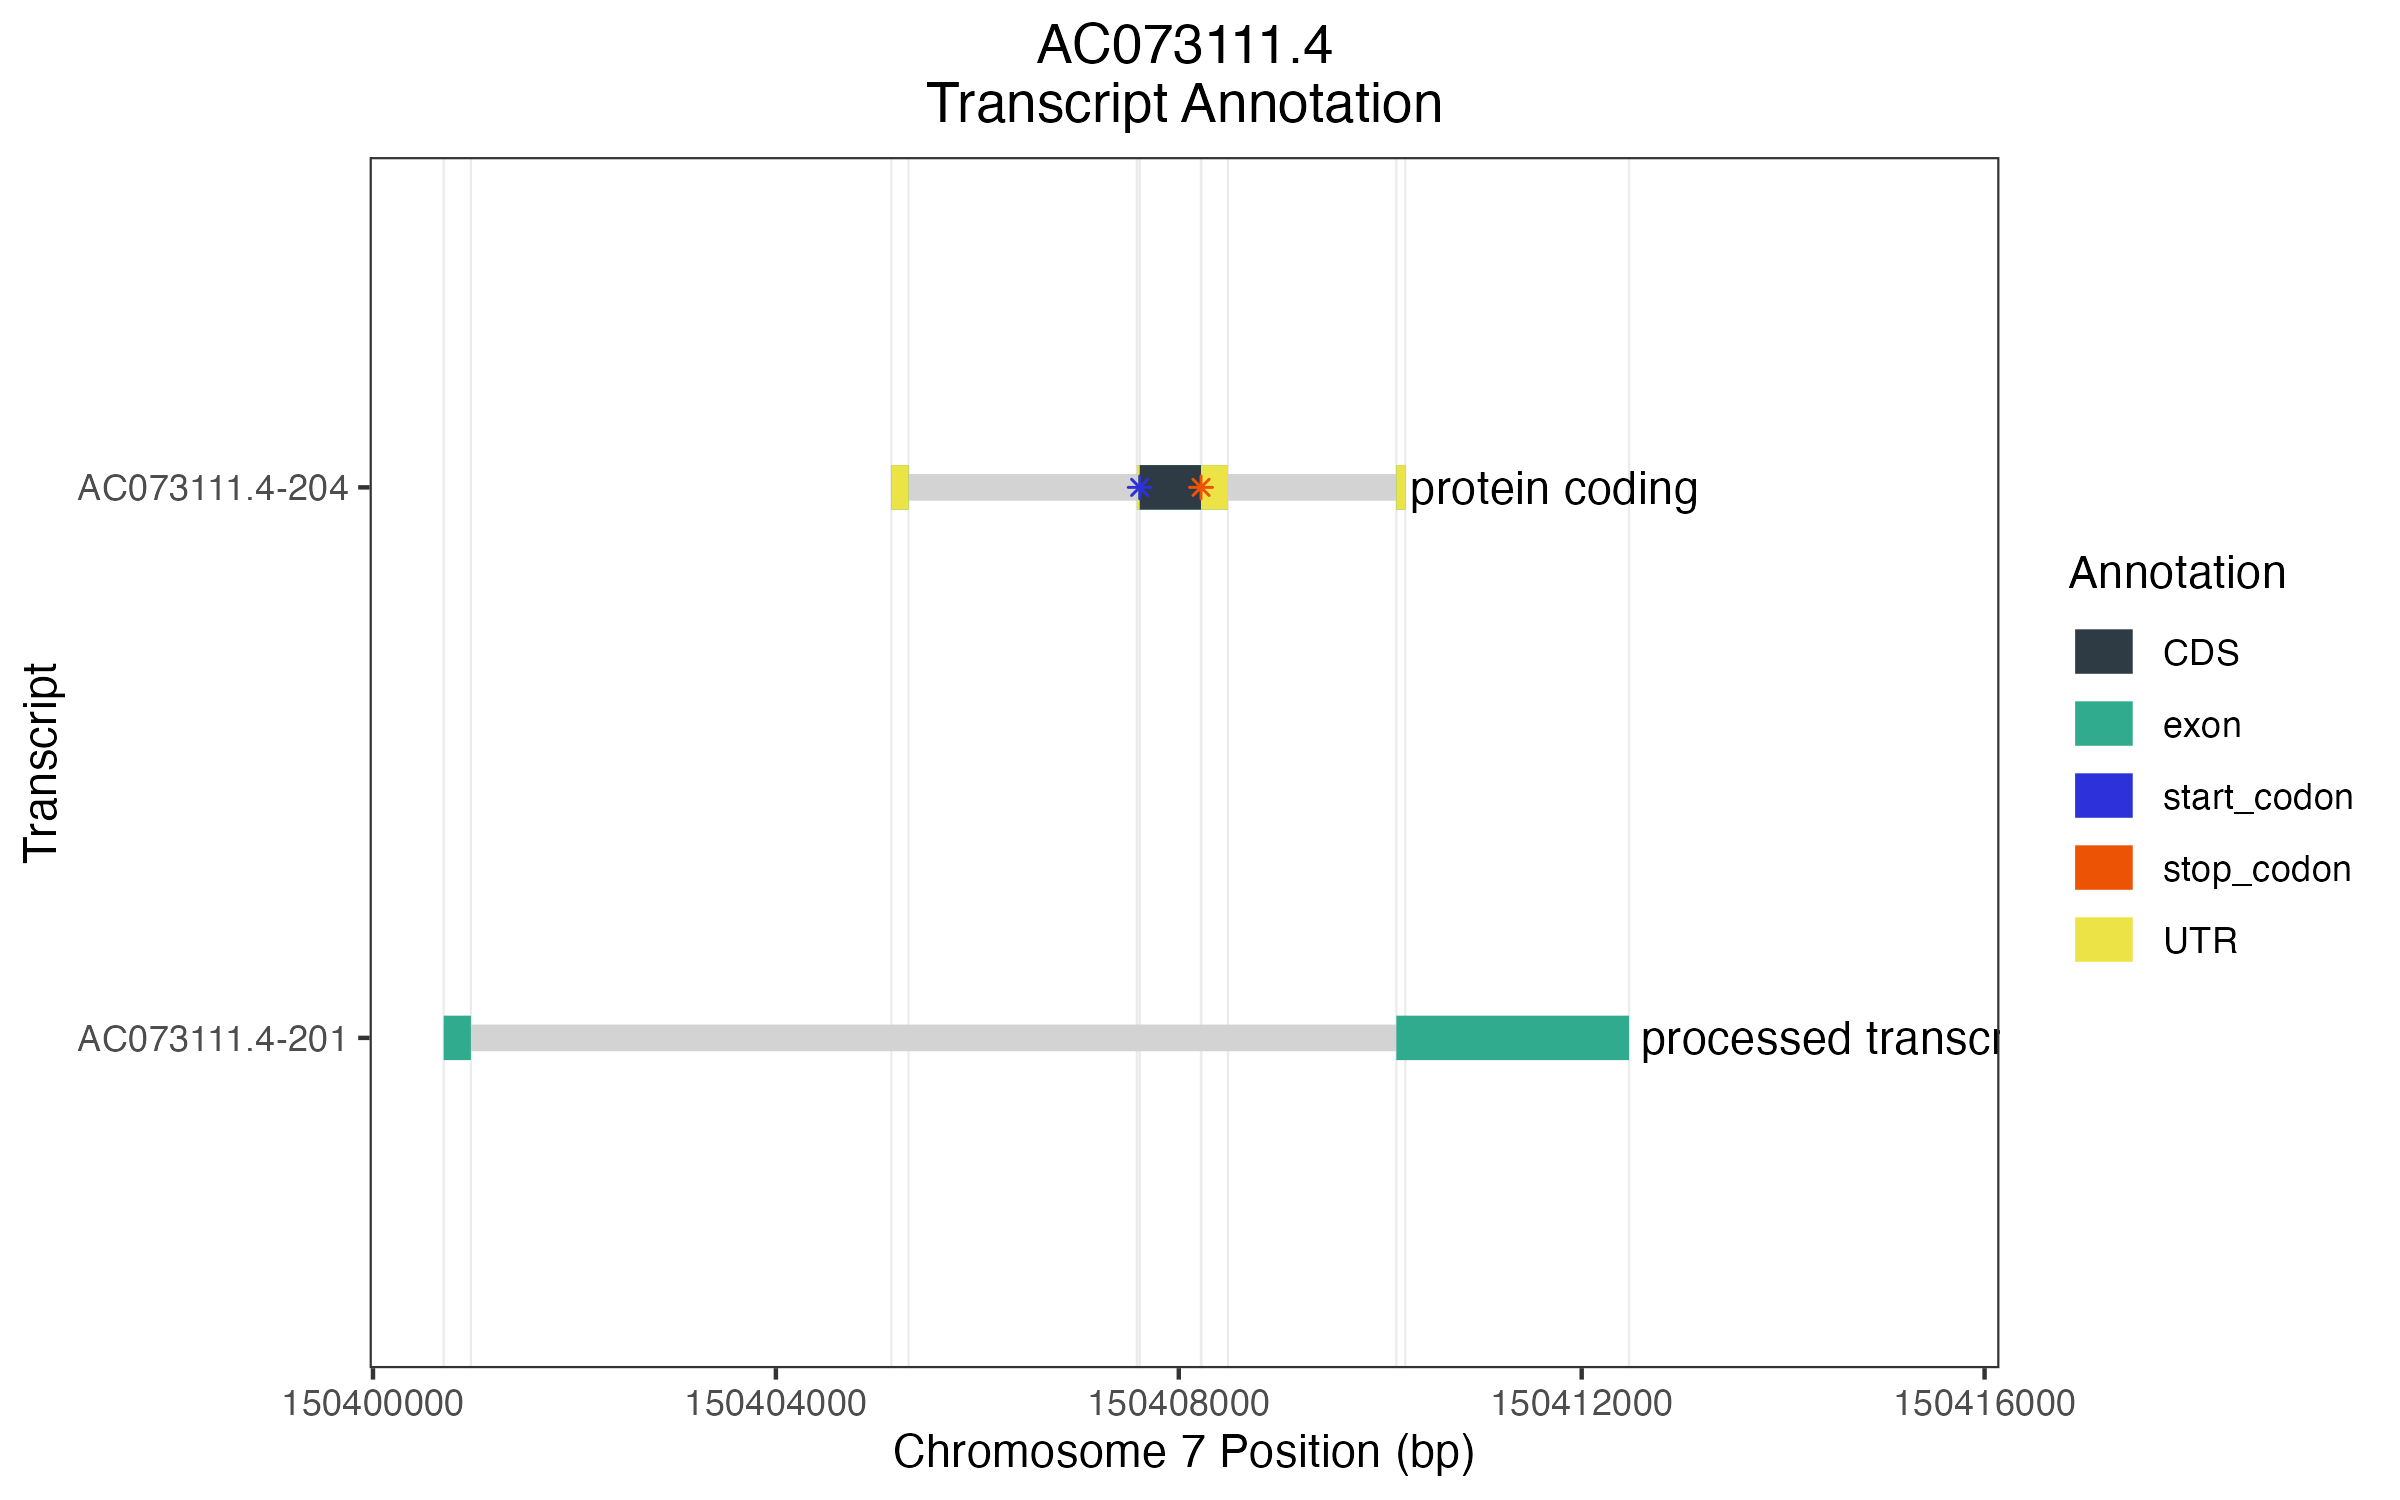 AC073111.4
Transcript Annotation
Transcript
AC073111.4-204
protein coding
AC073111.4-201
processed transcr
150400000
150404000
150408000
150412000
150416000
Chromosome 7 Position (bp)
Annotation
CDS
exon
start_codon
stop_codon
UTR